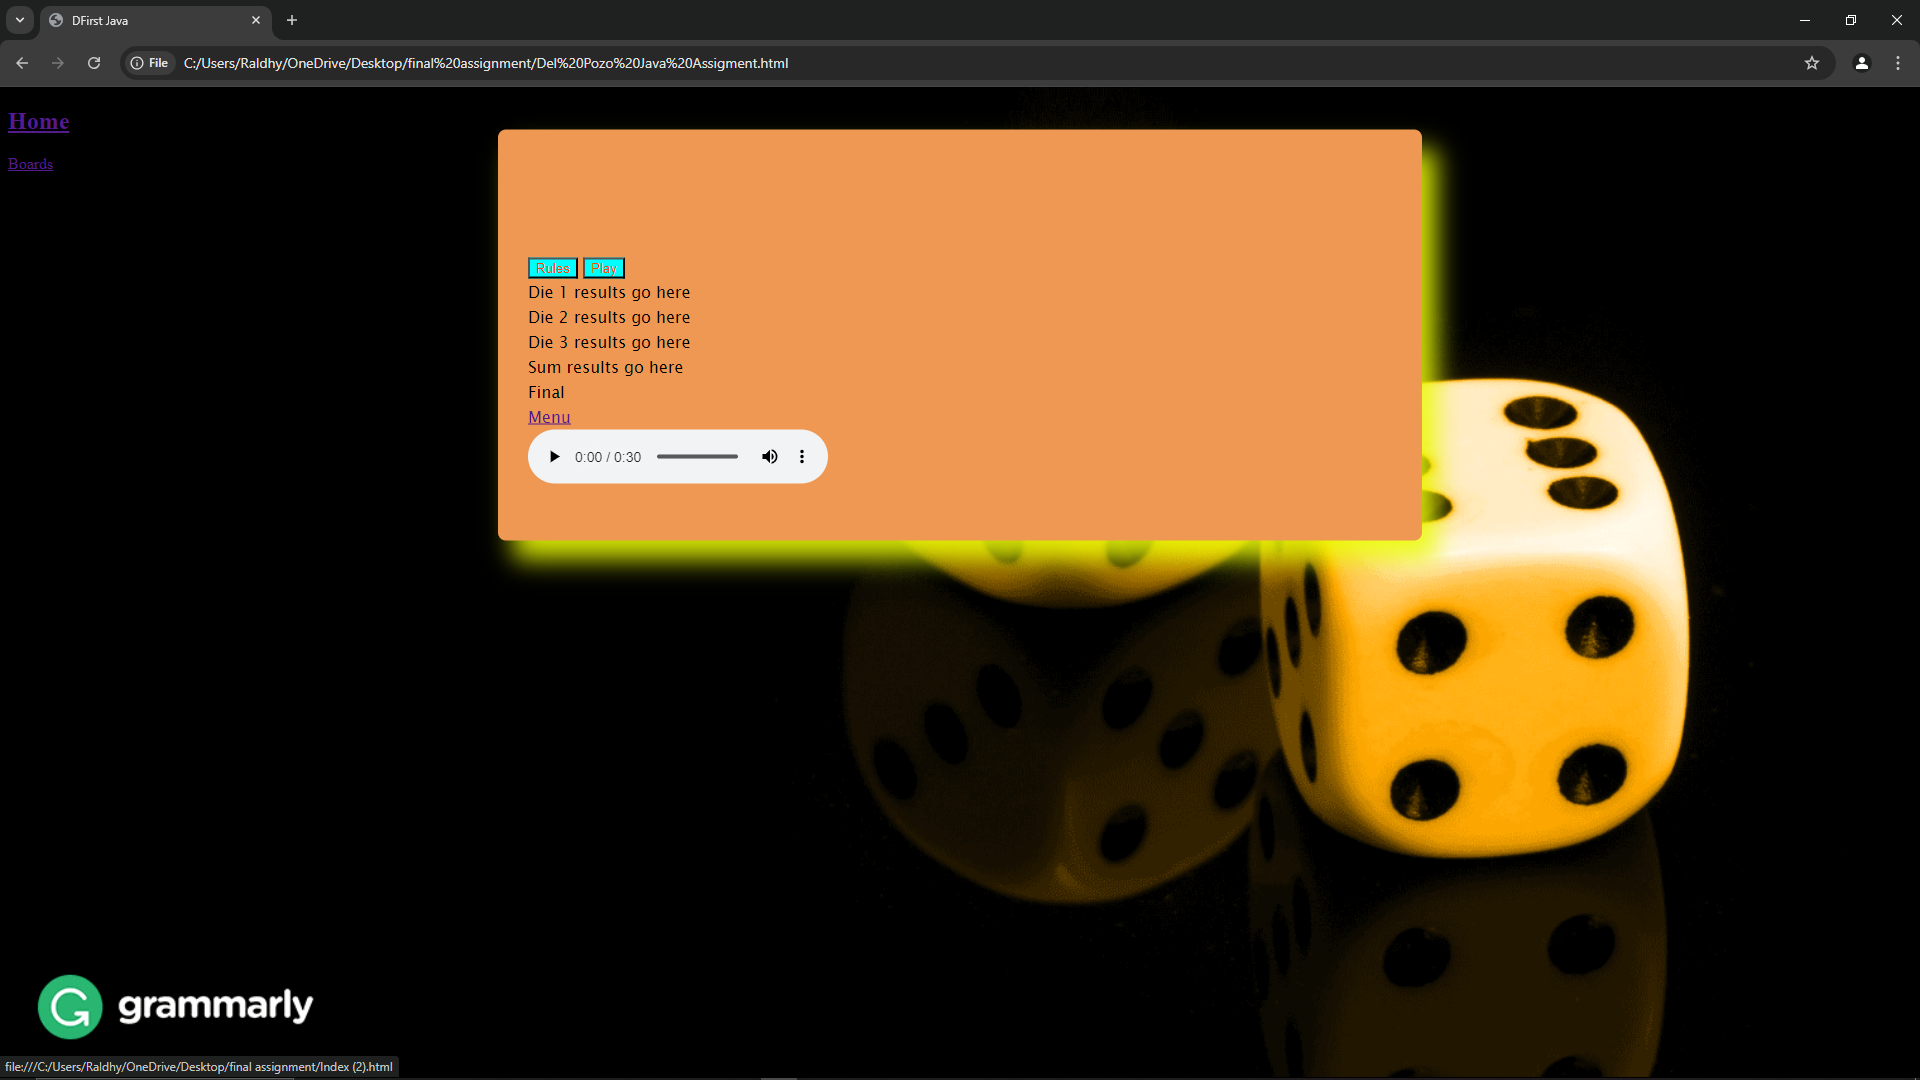 DFirst Java
File C:/Users/Raldhy/OneDrive/Desktop/final%20assignment/Del%20Pozo%20Java%20Assigment.html
Home
Boards
Rules Play
Die 1 results go here
Die 2 results go here
Die 3 results go here
Sum results go here
Final
Menu
0:00 / 0:30
grammarly
file:///C:/Users/Raldhy/OneDrive/Desktop/final assignment/Index (2).html